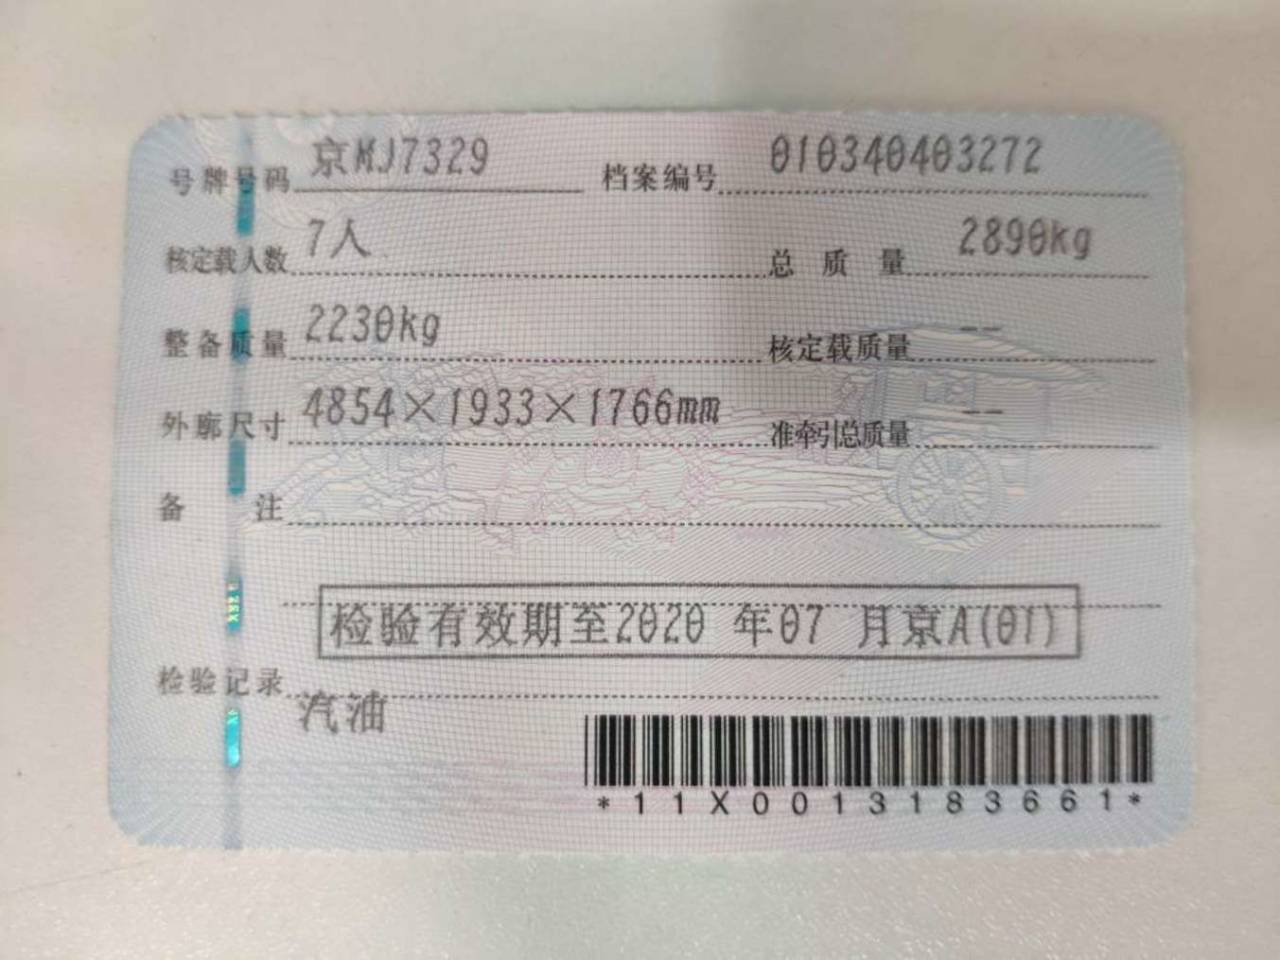 号牌号码 京MJ7329 档案编号 010340403272
核定载人数 7人 总质量 2890kg
整备质量 2230kg 核定载质量 --
外廓尺寸 4854×1933×1766mm 准牵引总质量 --
备注
检验有效期至2020 年07 月京A(01)
检验记录
汽油
*11X0013183661*